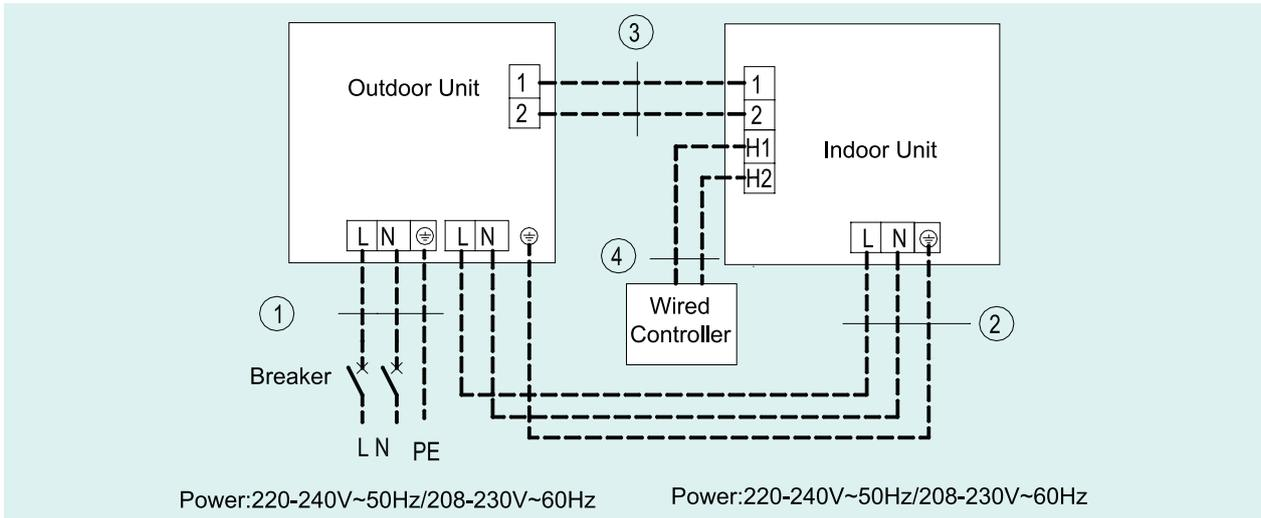 3
Outdoor Unit
1
2
1
2
H1
H2
Indoor Unit
L N L N
L N
4
1
Wired
Controller
2
Breaker
L N PE
Power:220-240V~50Hz/208-230V~60Hz
Power:220-240V~50Hz/208-230V~60Hz